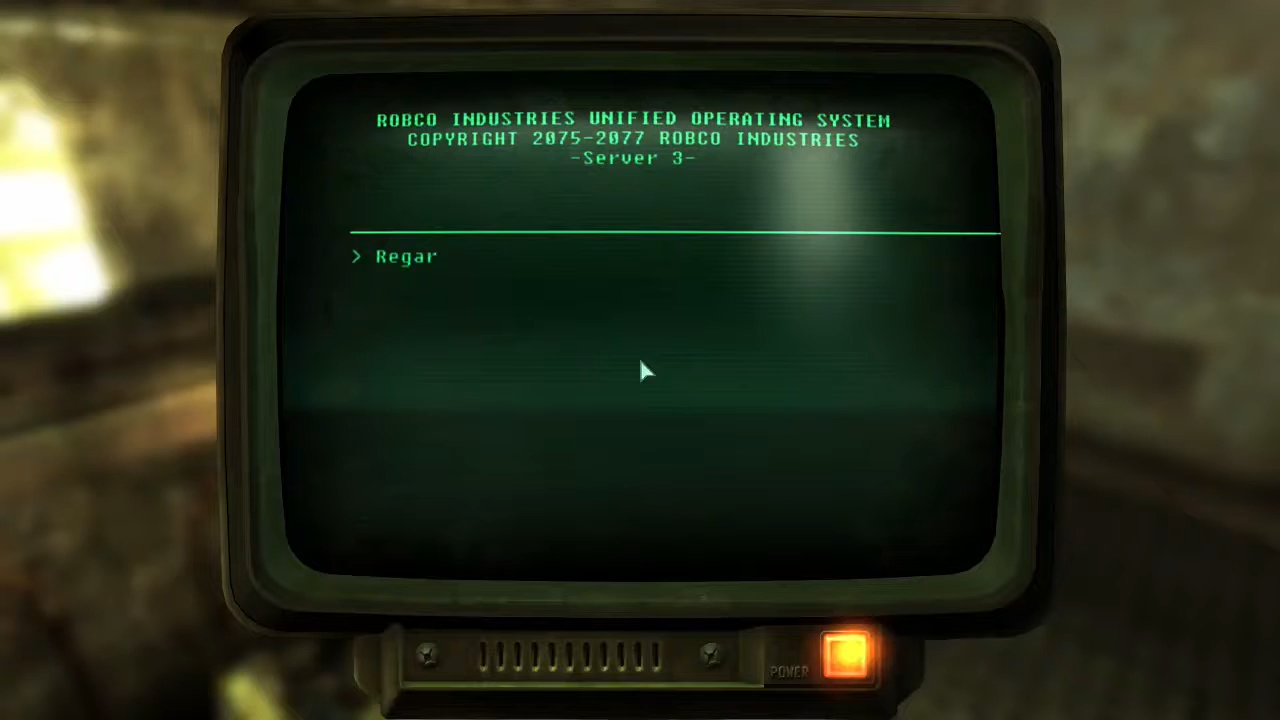 ROBCO INDUSTRIES UNIFIED OPERATING SYSTEM
COPYRIGHT 2075-2077 ROBCO INDUSTRIES
-Server 3-
> Regar
POWER